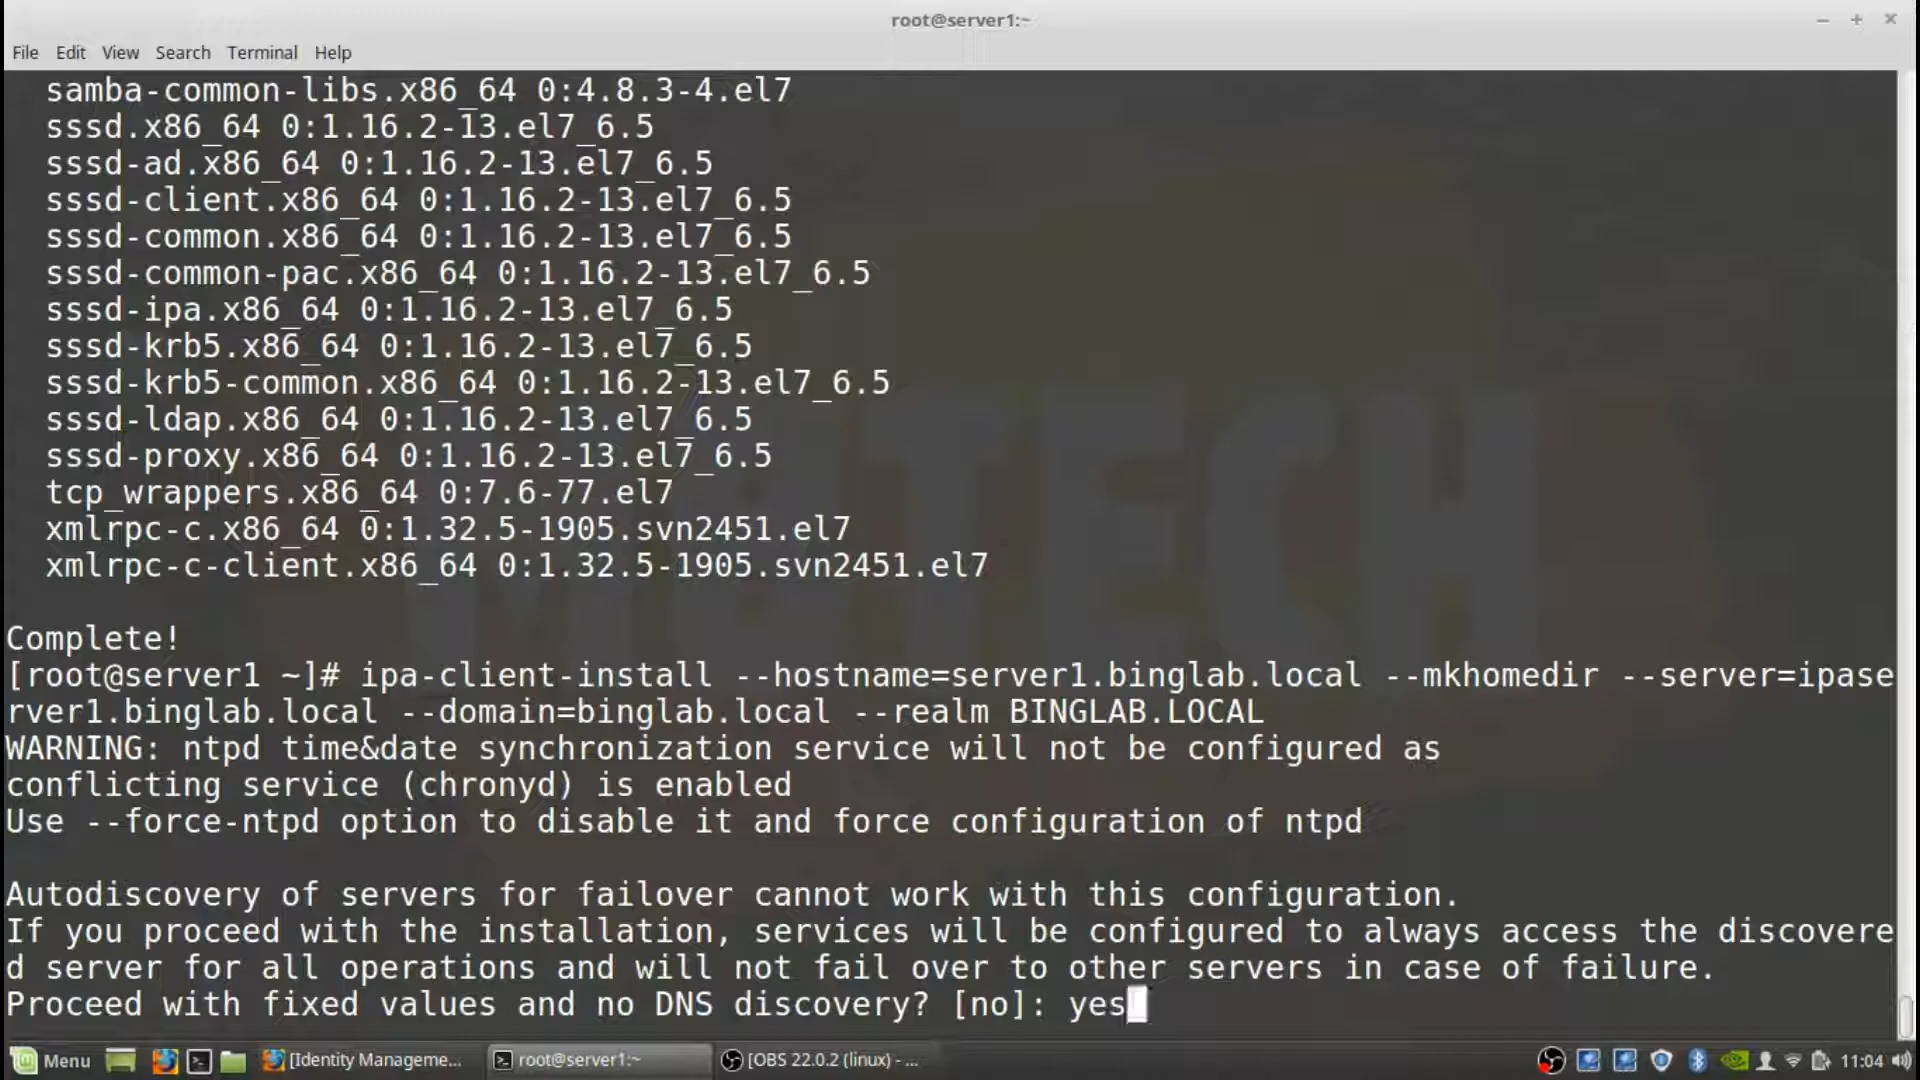 root@server1:~
File Edit View Search Terminal Help
samba-common-libs.x86_64 0:4.8.3-4.el7
sssd.x86_64 0:1.16.2-13.el7_6.5
sssd-ad.x86_64 0:1.16.2-13.el7_6.5
sssd-client.x86_64 0:1.16.2-13.el7_6.5
sssd-common.x86_64 0:1.16.2-13.el7_6.5
sssd-common-pac.x86_64 0:1.16.2-13.el7_6.5
sssd-ipa.x86_64 0:1.16.2-13.el7_6.5
sssd-krb5.x86_64 0:1.16.2-13.el7_6.5
sssd-krb5-common.x86_64 0:1.16.2-13.el7_6.5
sssd-ldap.x86_64 0:1.16.2-13.el7_6.5
sssd-proxy.x86_64 0:1.16.2-13.el7_6.5
tcp_wrappers.x86_64 0:7.6-77.el7
xmlrpc-c.x86_64 0:1.32.5-1905.svn2451.el7
xmlrpc-c-client.x86_64 0:1.32.5-1905.svn2451.el7
Complete!
[root@server1 ~]# ipa-client-install --hostname=server1.binglab.local --mkhomedir --server=ipase
rver1.binglab.local --domain=binglab.local --realm BINGLAB.LOCAL
WARNING: ntpd time&date synchronization service will not be configured as
conflicting service (chronyd) is enabled
Use --force-ntpd option to disable it and force configuration of ntpd
Autodiscovery of servers for failover cannot work with this configuration.
If you proceed with the installation, services will be configured to always access the discovere
d server for all operations and will not fail over to other servers in case of failure.
Proceed with fixed values and no DNS discovery? [no]: yes
Menu [Identity Manageme... root@server1:~ [OBS 22.0.2 (linux) - ... 11:04